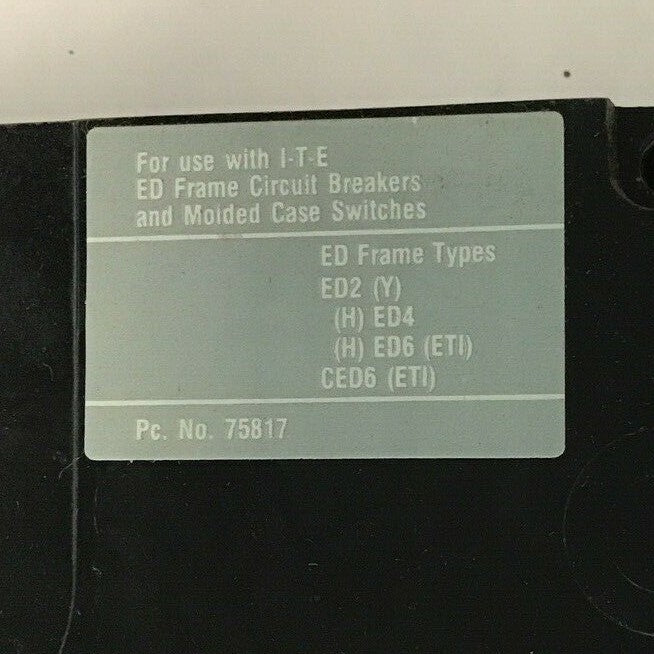 For use with I-T-E
ED Frame Circuit Breakers
and Molded Case Switches
ED Frame Types
ED2 (Y)
(H) ED4
(H) ED6 (ETI)
CED6 (ETI)
Pc. No. 75817